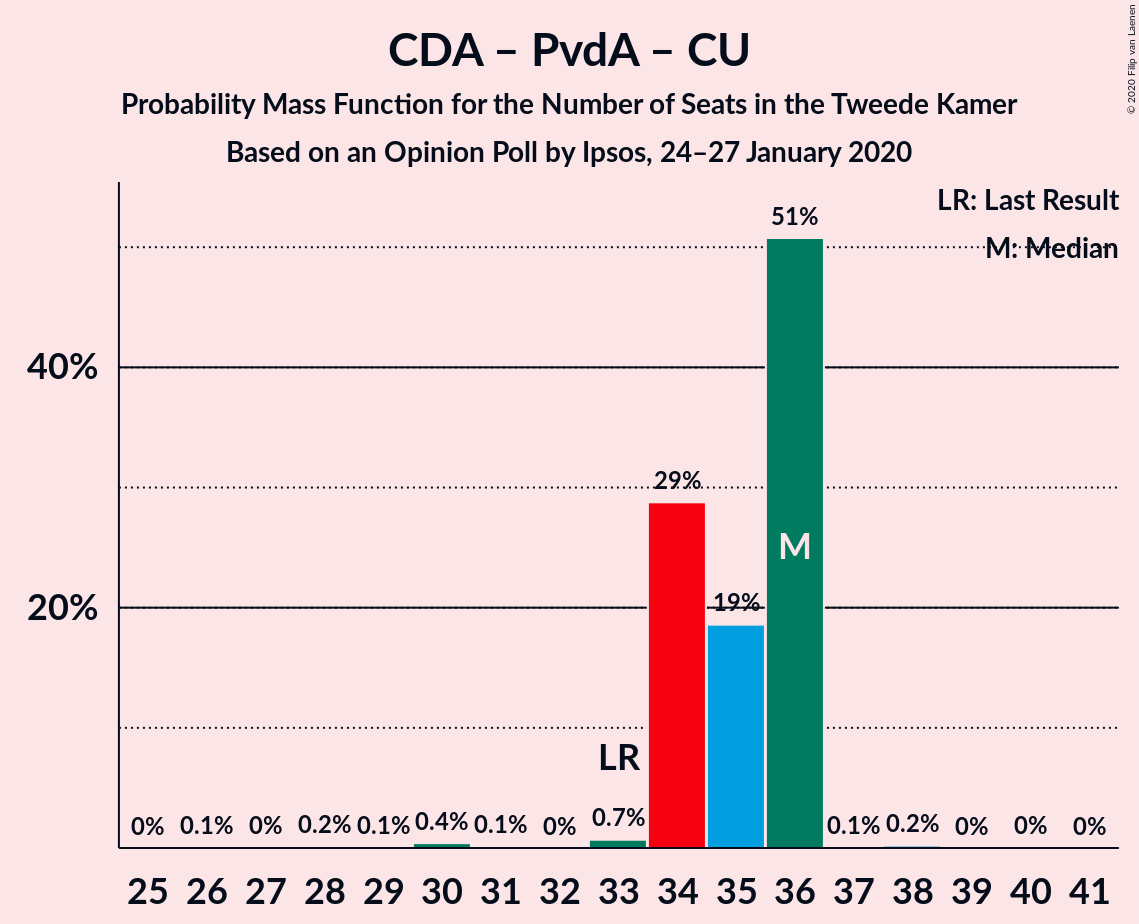 CDA – PvdA – CU
Probability Mass Function for the Number of Seats in the Tweede Kamer
Based on an Opinion Poll by Ipsos, 24–27 January 2020
© 2020 Filip van Laenen
LR: Last Result
M: Median
51%
40%
29%
M
20%
19%
LR
0% 0.1% 0% 0.2% 0.1% 0.4% 0.1% 0% 0.7% 0.1% 0.2% 0% 0% 0%
25 26 27 28 29 30 31 32 33 34 35 36 37 38 39 40 41